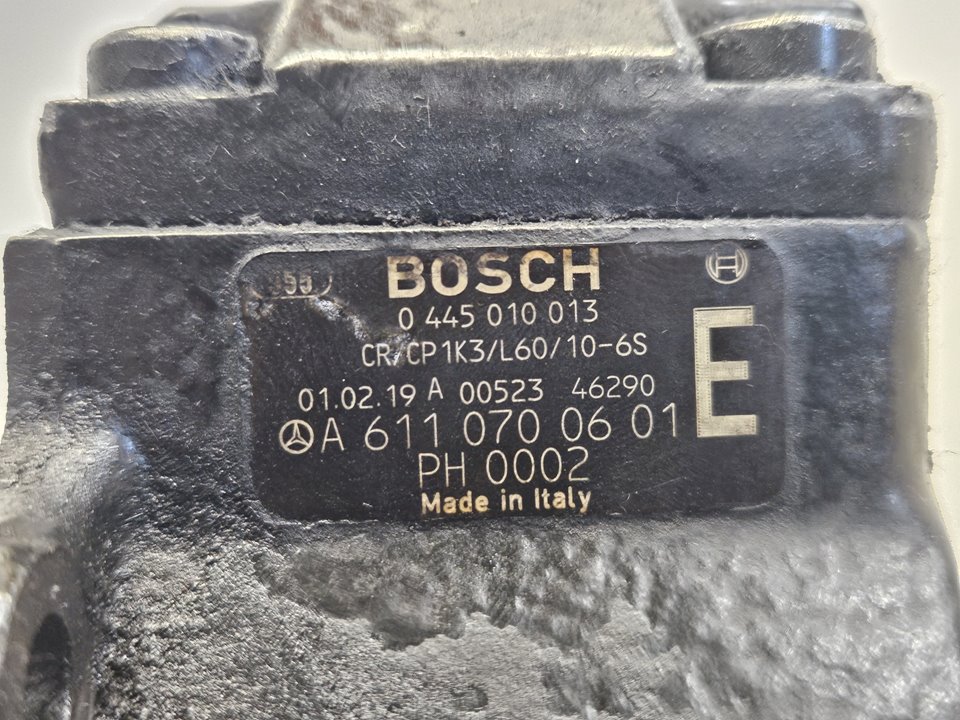 BOSCH
0 445 010 013
CR/CP1K3/L60/10-6S
E
01.02.19 A 00523 46290
A 611 070 06 01
PH 0002
Made in Italy